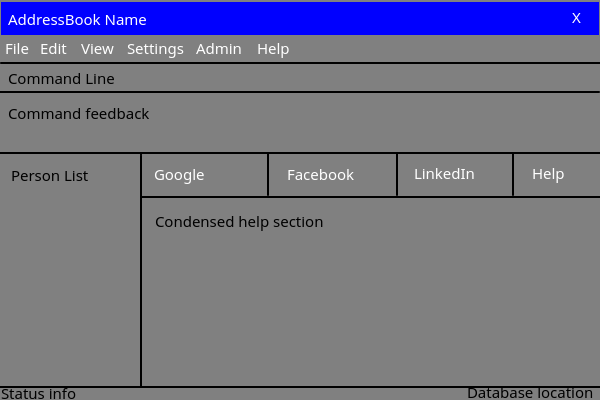 AddressBook Name X
File Edit View Settings Admin Help
Command Line
Command feedback
Person List Google Facebook LinkedIn Help
Condensed help section
Status info Database location